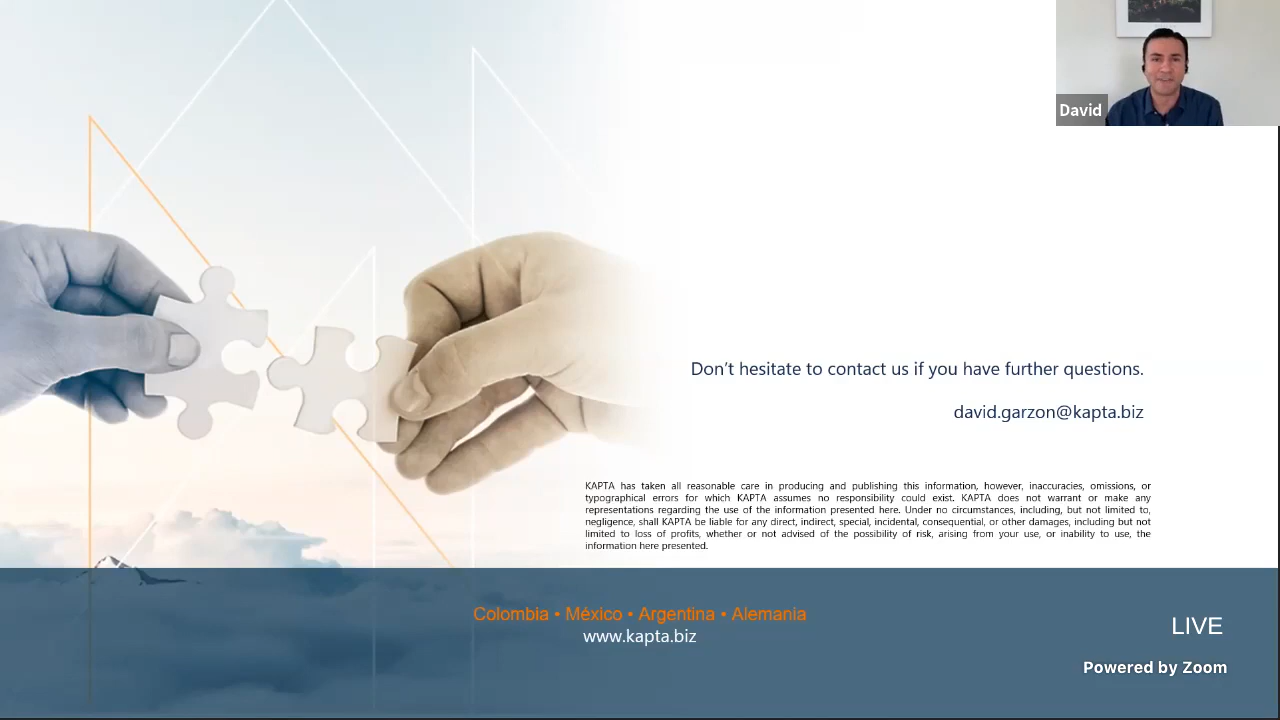 David
Don’t hesitate to contact us if you have further questions.
david.garzon@kapta.biz
KAPTA has taken all reasonable care in producing and publishing this information, however, inaccuracies, omissions, or
typographical errors for which KAPTA assumes no responsibility could exist. KAPTA does not warrant or make any
representations regarding the use of the information presented here. Under no circumstances, including, but not limited to,
negligence, shall KAPTA be liable for any direct, indirect, special, incidental, consequential, or other damages, including but not
limited to loss of profits, whether or not advised of the possibility of risk, arising from your use, or inability to use, the
information here presented.
Colombia • México • Argentina • Alemania
www.kapta.biz
LIVE
Powered by Zoom